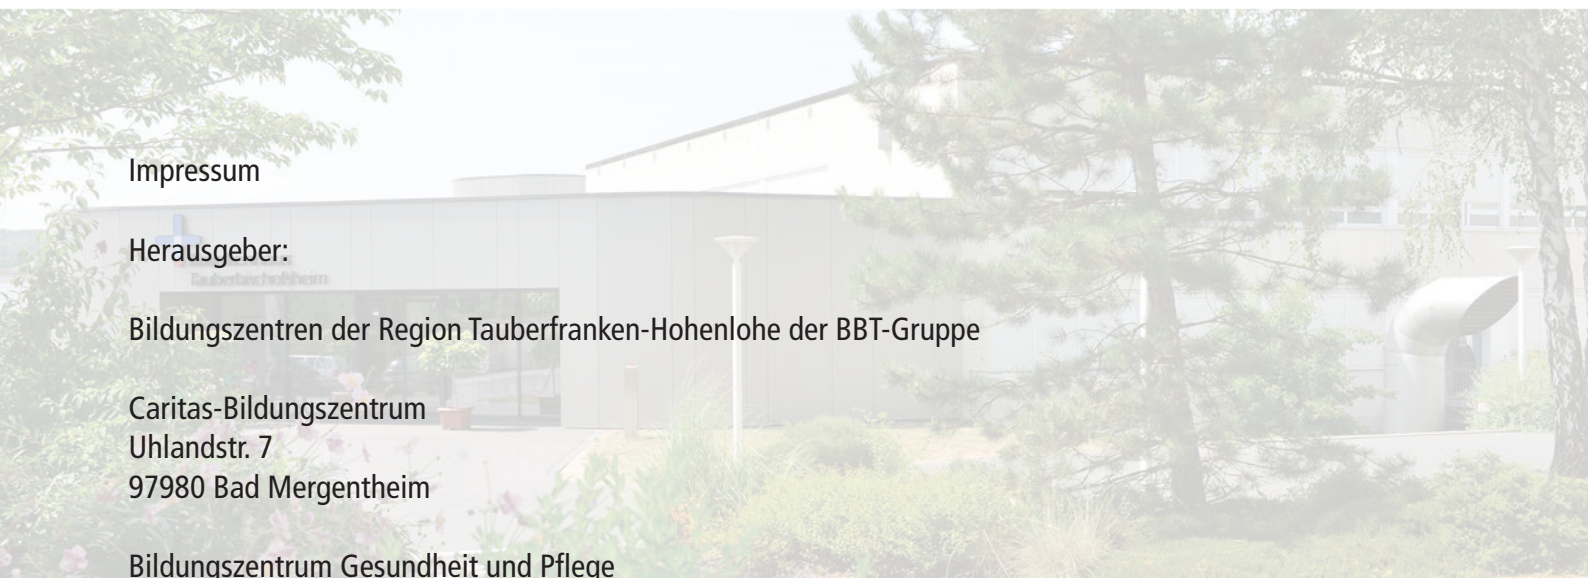 Impressum
Tauberbischofsheim
Herausgeber:
Bildungszentren der Region Tauberfranken-Hohenlohe der BBT-Gruppe
Caritas-Bildungszentrum
Uhlandstr. 7
97980 Bad Mergentheim
Bildungszentrum Gesundheit und Pflege